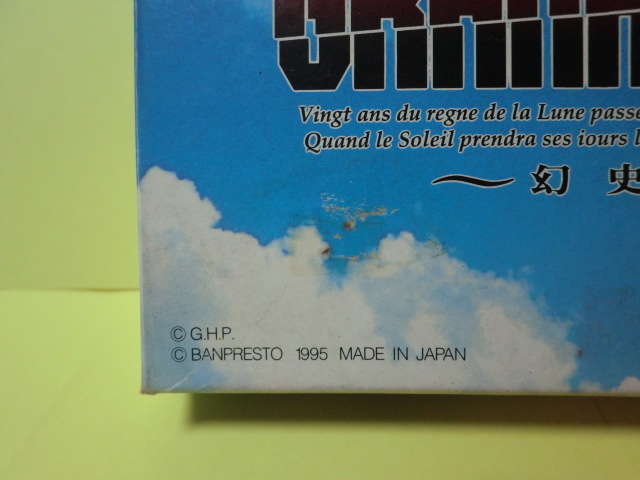 Vingt ans du regne de la Lune passe
Quand le Soleil prendra ses iours l
～幻 史
© G.H.P.
© BANPRESTO 1995 MADE IN JAPAN